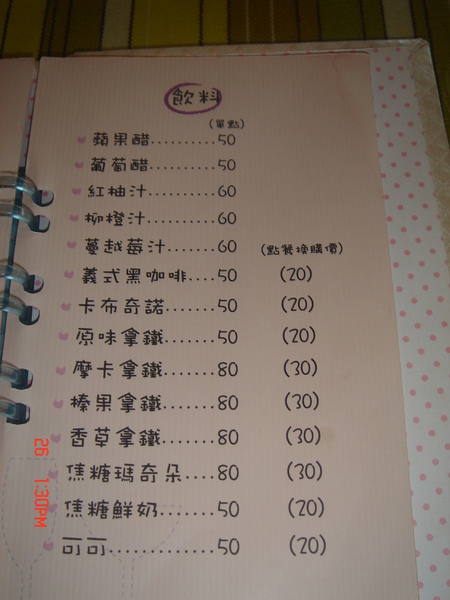 飲料
(單點)
蘋果醋..........50
葡萄醋..........50
紅柚汁.......60
柳橙汁.......60
蔓越莓汁.......60 (點餐換購價)
義式黑咖啡....50 (20)
卡布奇諾.......50 (20)
原味拿鐵.......50 (20)
摩卡拿鐵.......80 (30)
榛果拿鐵.......80 (30)
香草拿鐵.......80 (30)
焦糖瑪奇朵....80 (30)
焦糖鮮奶.......50 (20)
可可.............50 (20)
26 1:30PM